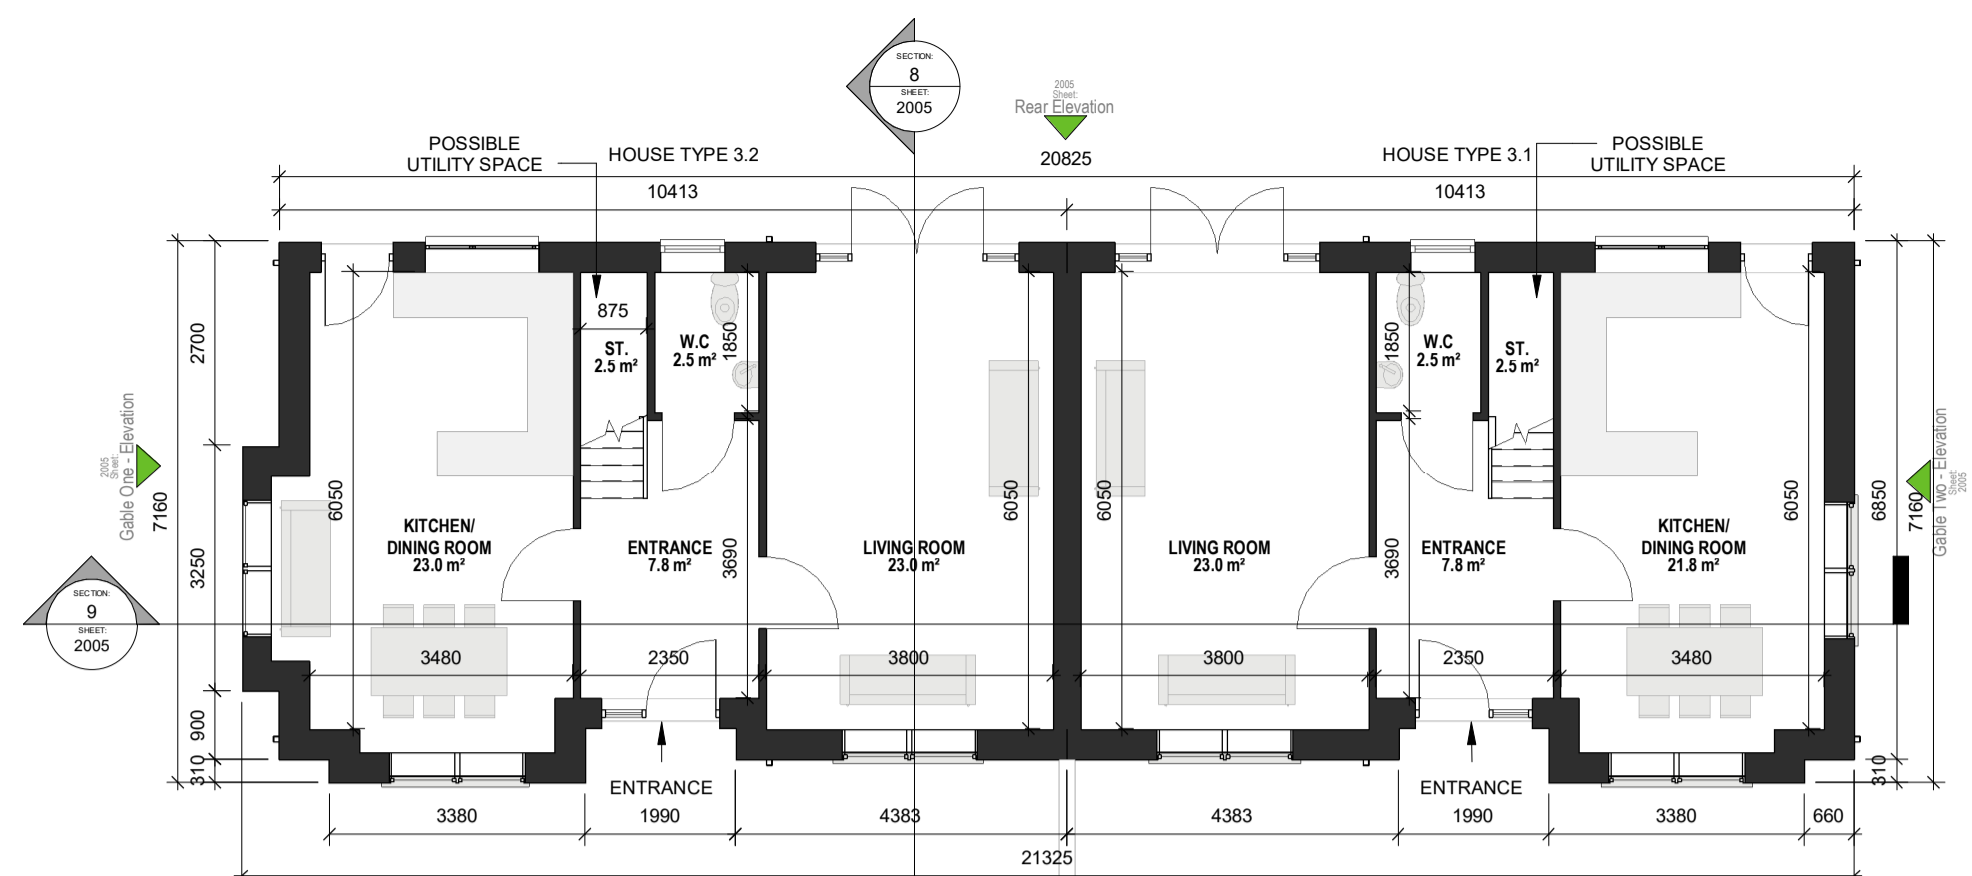 SECTION:
8
SHEET:
2005
2005
Sheet:
Rear Elevation
POSSIBLE
UTILITY SPACE
HOUSE TYPE 3.2
20825
HOUSE TYPE 3.1
POSSIBLE
UTILITY SPACE
10413
10413
2700
3250
900
310
7160
Gable One - Elevation
Sheet:
2005
SECTION:
9
SHEET:
2005
875
ST.
2.5 m²
W.C
2.5 m²
1850
6050
KITCHEN/
DINING ROOM
23.0 m²
ENTRANCE
7.8 m²
3690
LIVING ROOM
23.0 m²
6050
6050
LIVING ROOM
23.0 m²
1850
W.C
2.5 m²
ST.
2.5 m²
3690
ENTRANCE
7.8 m²
KITCHEN/
DINING ROOM
21.8 m²
6050
6850
7160
310
Gable Two - Elevation
Sheet:
2005
3480
2350
3800
3800
2350
3480
ENTRANCE
ENTRANCE
3380
1990
4383
4383
1990
3380
660
21325